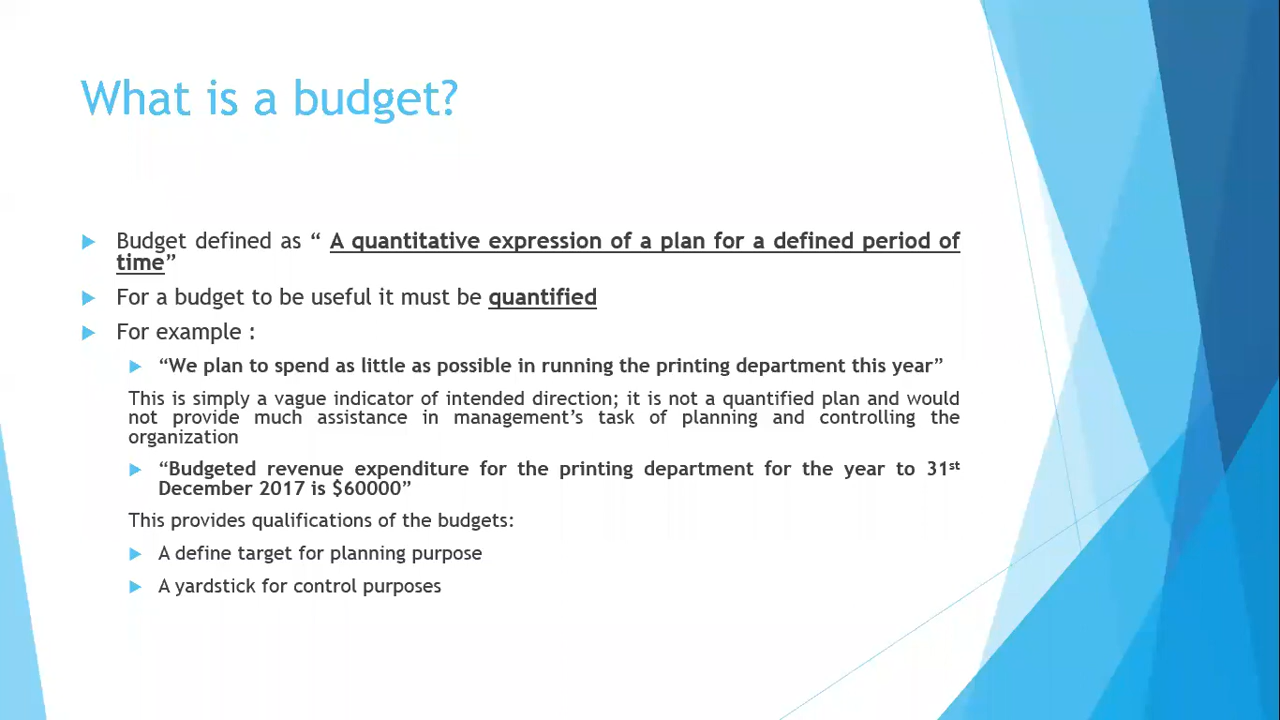 What is a budget?
Budget defined as “ A quantitative expression of a plan for a defined period of
time”
For a budget to be useful it must be quantified
For example :
“We plan to spend as little as possible in running the printing department this year”
This is simply a vague indicator of intended direction; it is not a quantified plan and would
not provide much assistance in management’s task of planning and controlling the
organization
“Budgeted revenue expenditure for the printing department for the year to 31st
December 2017 is $60000”
This provides qualifications of the budgets:
A define target for planning purpose
A yardstick for control purposes